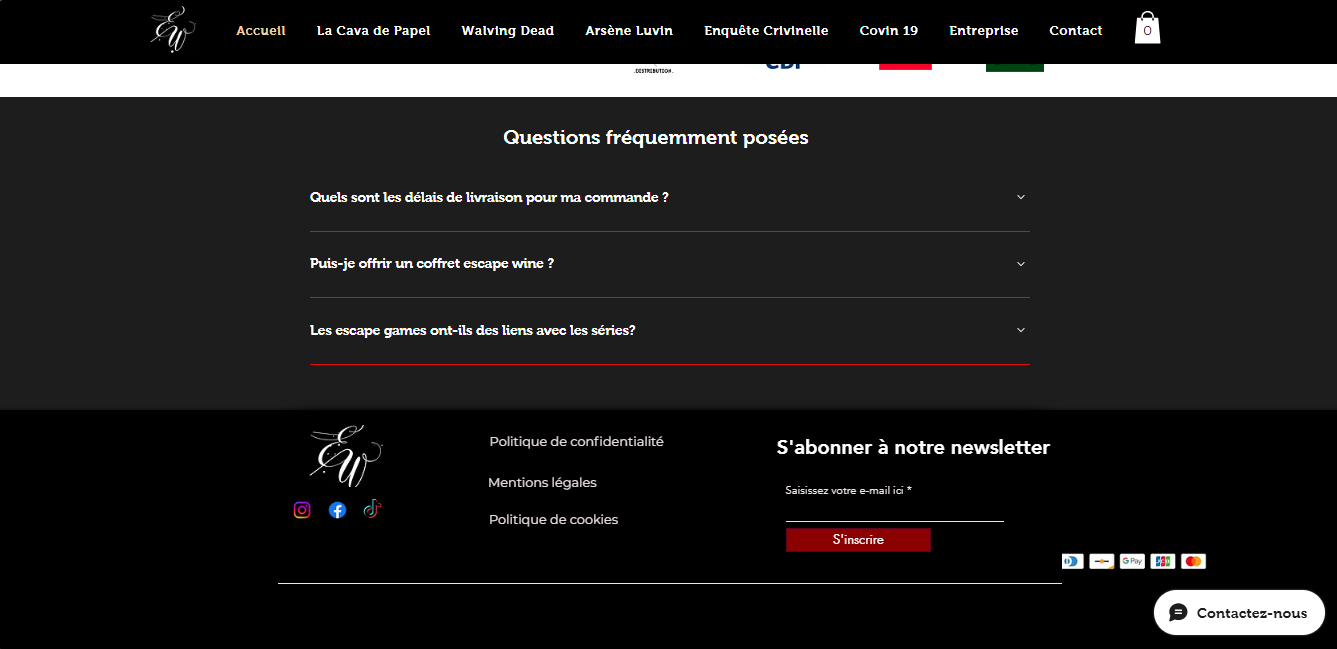 EW
Accueil La Cava de Papel Walving Dead Arsène Luvin Enquête Crivinelle Covin 19 Entreprise Contact 0
.DISTRIBUTION.
Questions fréquemment posées
Quels sont les délais de livraison pour ma commande ?
Puis-je offrir un coffret escape wine ?
Les escape games ont-ils des liens avec les séries?
EW
Politique de confidentialité
Mentions légales
Politique de cookies
S'abonner à notre newsletter
Saisissez votre e-mail ici *
S'inscrire
G Pay JCB
Contactez-nous